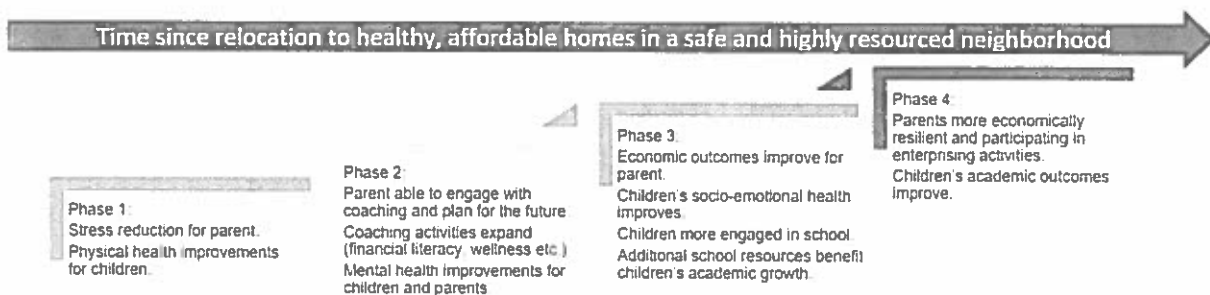 Time since relocation to healthy, affordable homes in a safe and highly resourced neighborhood
Phase 1:
Stress reduction for parent.
Physical health improvements
for children.
Phase 2:
Parent able to engage with
coaching and plan for the future
Coaching activities expand
(financial literacy, wellness etc.)
Mental health improvements for
children and parents
Phase 3:
Economic outcomes improve for
parent.
Children's socio-emotional health
improves.
Children more engaged in school.
Additional school resources benefit
children's academic growth.
Phase 4:
Parents more economically
resilient and participating in
enterprising activities.
Children's academic outcomes
improve.